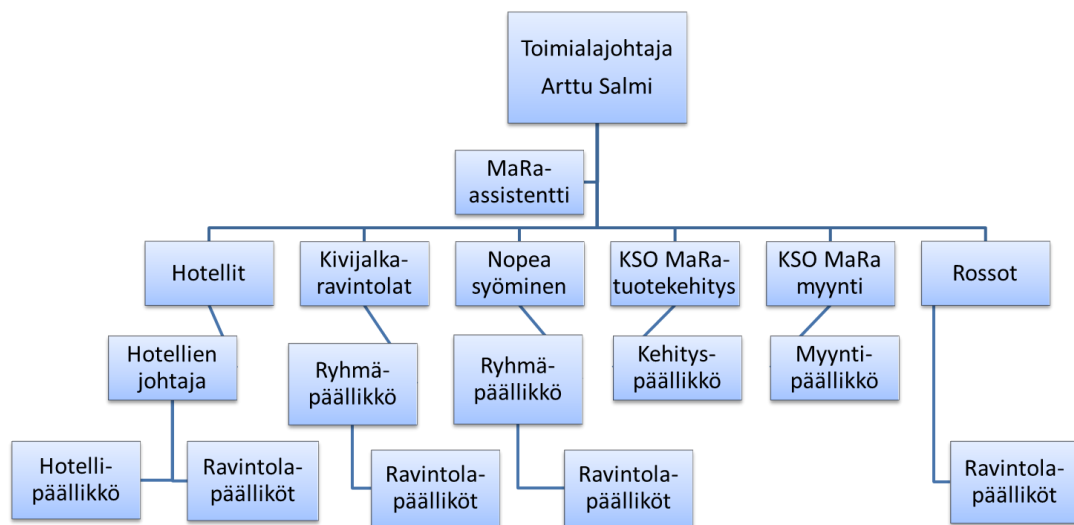 Toimialajohtaja
Arttu Salmi
MaRa-
assistentti
Hotellit
Kivijalka-
ravintolat
Nopea
syöminen
KSO MaRa-
tuotekehitys
KSO MaRa
myynti
Rossot
Hotellien
johtaja
Ryhmä-
päällikkö
Ryhmä-
päällikkö
Kehitys-
päällikkö
Myynti-
päällikkö
Hotelli-
päällikkö
Ravintola-
päälliköt
Ravintola-
päälliköt
Ravintola-
päälliköt
Ravintola-
päälliköt